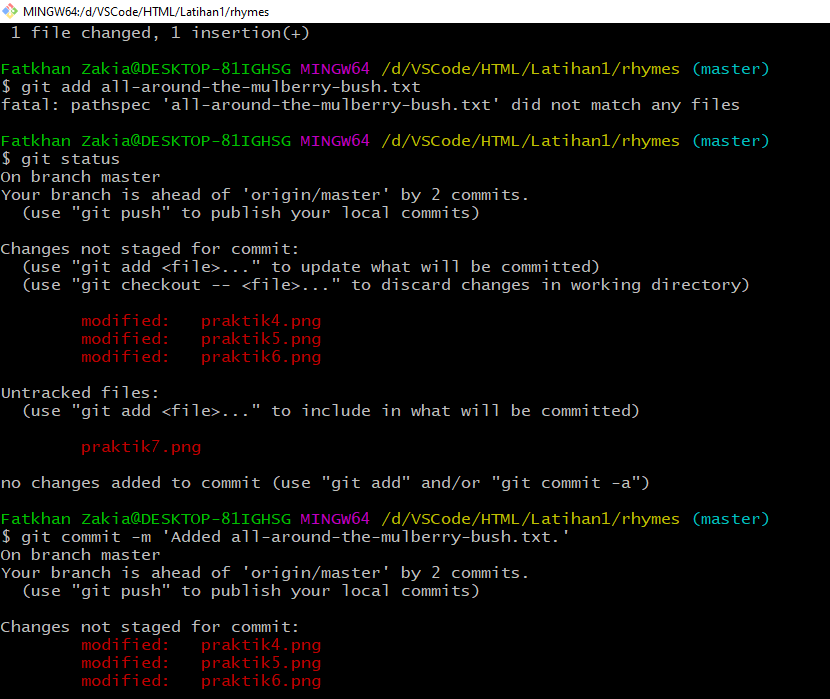 MINGW64:/d/VSCode/HTML/Latihan1/rhymes
1 file changed, 1 insertion(+)
Fatkhan Zakia@DESKTOP-81IGHSG MINGW64 /d/VSCode/HTML/Latihan1/rhymes (master)
$ git add all-around-the-mulberry-bush.txt
fatal: pathspec 'all-around-the-mulberry-bush.txt' did not match any files
Fatkhan Zakia@DESKTOP-81IGHSG MINGW64 /d/VSCode/HTML/Latihan1/rhymes (master)
$ git status
On branch master
Your branch is ahead of 'origin/master' by 2 commits.
(use "git push" to publish your local commits)
Changes not staged for commit:
(use "git add <file>..." to update what will be committed)
(use "git checkout -- <file>..." to discard changes in working directory)
modified: praktik4.png
modified: praktik5.png
modified: praktik6.png
Untracked files:
(use "git add <file>..." to include in what will be committed)
praktik7.png
no changes added to commit (use "git add" and/or "git commit -a")
Fatkhan Zakia@DESKTOP-81IGHSG MINGW64 /d/VSCode/HTML/Latihan1/rhymes (master)
$ git commit -m 'Added all-around-the-mulberry-bush.txt.'
On branch master
Your branch is ahead of 'origin/master' by 2 commits.
(use "git push" to publish your local commits)
Changes not staged for commit:
modified: praktik4.png
modified: praktik5.png
modified: praktik6.png